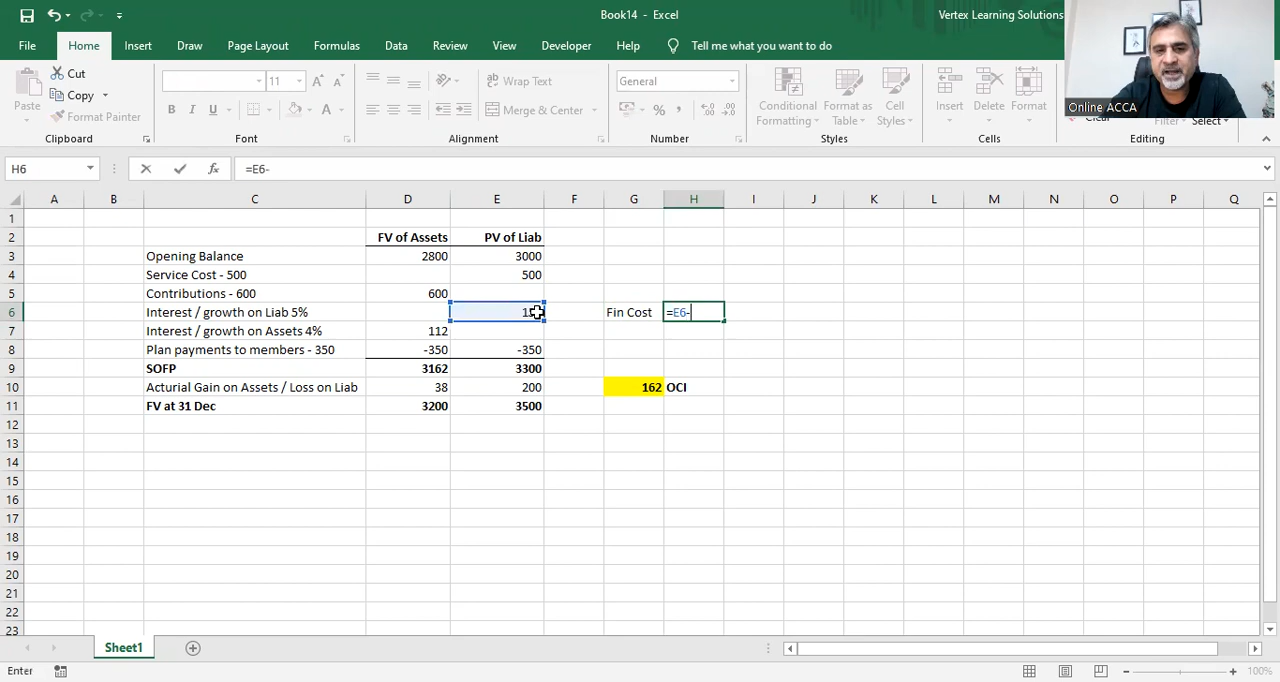 Book14 - Excel
Vertex Learning Solutions
File Home Insert Draw Page Layout Formulas Data Review View Developer Help Tell me what you want to do
Online ACCA
Paste
Cut
Copy
Format Painter
11
B I U
Wrap Text
Merge & Center
General
Conditional Formatting
Format as Table
Cell Styles
Insert
Delete
Format
Clear
Filter
Select
Clipboard Font Alignment Number Styles Cells Editing
H6 fx =E6-
A B C D E F G H I J K L M N O P Q
1
2 FV of Assets PV of Liab
3 Opening Balance 2800 3000
4 Service Cost - 500 500
5 Contributions - 600 600
6 Interest / growth on Liab 5% Fin Cost =E6-
7 Interest / growth on Assets 4% 112
8 Plan payments to members - 350 -350 -350
9 SOFP 3162 3300
10 Acturial Gain on Assets / Loss on Liab 38 200 162 OCI
11 FV at 31 Dec 3200 3500
12
13
14
15
16
17
18
19
20
21
22
23
Sheet1
Enter
100%